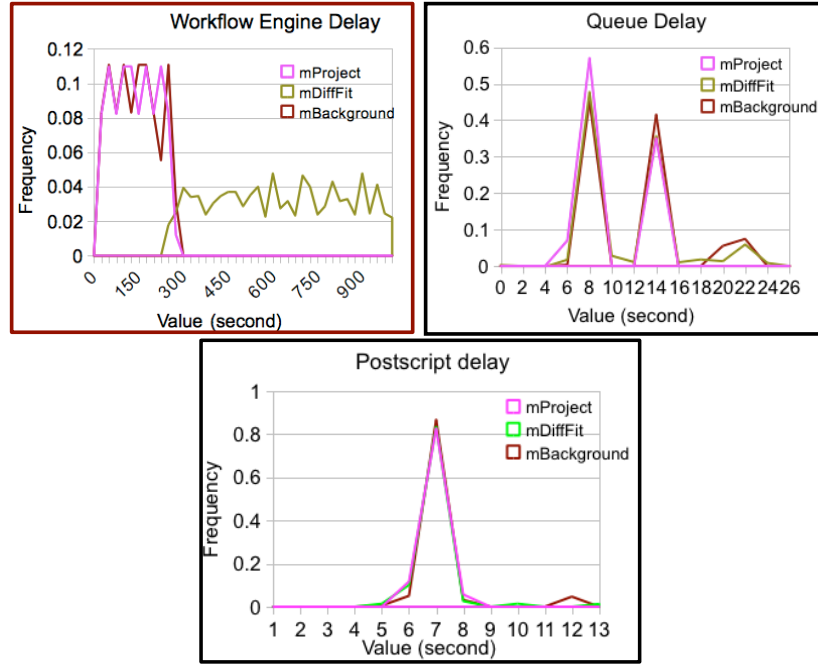 Workflow Engine Delay
0.12
0.1
0.08
0.06
0.04
0.02
0
Frequency
mProject
mDiffFit
mBackground
0 150 300 450 600 750 900
Value (second)
Queue Delay
0.6
0.5
0.4
0.3
0.2
0.1
0
Frequency
mProject
mDiffFit
mBackground
0 2 4 6 8 10 12 14 16 18 20 22 24 26
Value (second)
Postscript delay
1
0.8
0.6
0.4
0.2
0
Frequency
mProject
mDiffFit
mBackground
1 2 3 4 5 6 7 8 9 10 11 12 13
Value (second)